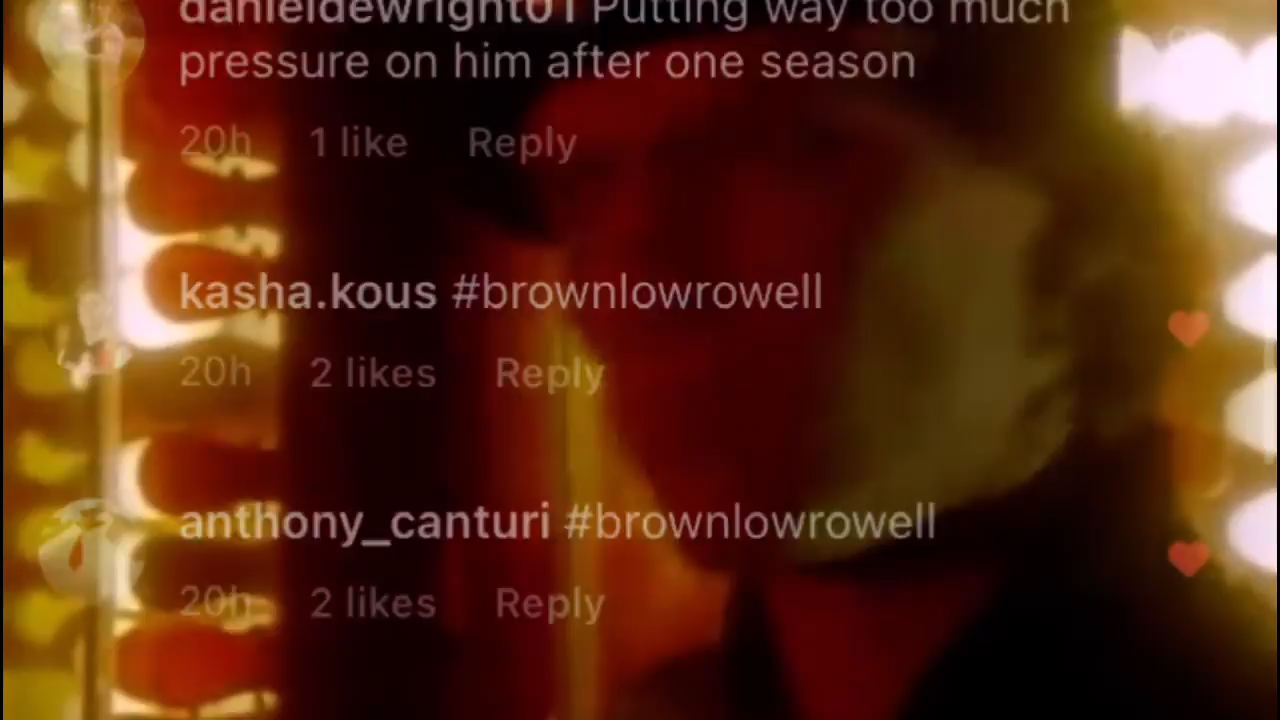 danieldewright01 Putting way too much
pressure on him after one season
20h 1 like Reply
kasha.kous #brownlowrowell
20h 2 likes Reply
anthony_canturi #brownlowrowell
20h 2 likes Reply